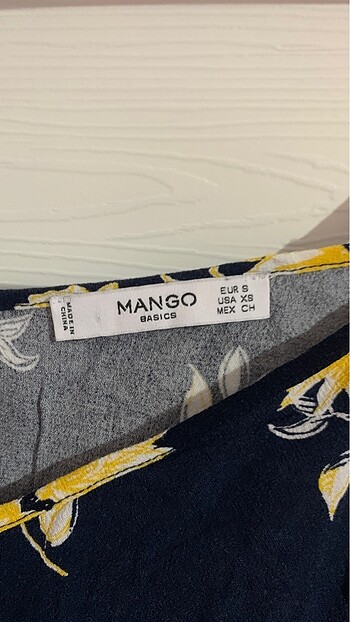 MADE IN
CHINA
MANGO
BASICS
EUR S
USA XS
MEX CH